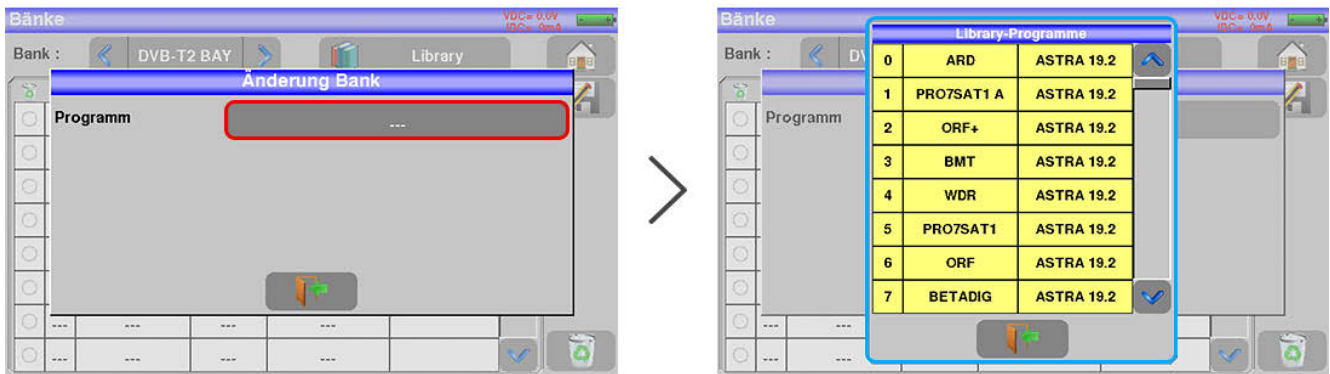 Bänke
VDC= 0.0V
IDC= 0mA
Bank :
DVB-T2 BAY
Library
Änderung Bank
Programm
---
--- --- --- ---
--- --- --- ---
Bänke
VDC= 0.0V
IDC= 0mA
Bank :
DV
Library-Programme
0 ARD ASTRA 19.2
1 PRO7SAT1 A ASTRA 19.2
2 ORF+ ASTRA 19.2
3 BMT ASTRA 19.2
4 WDR ASTRA 19.2
5 PRO7SAT1 ASTRA 19.2
6 ORF ASTRA 19.2
7 BETADIG ASTRA 19.2
Programm
--- ---
--- ---